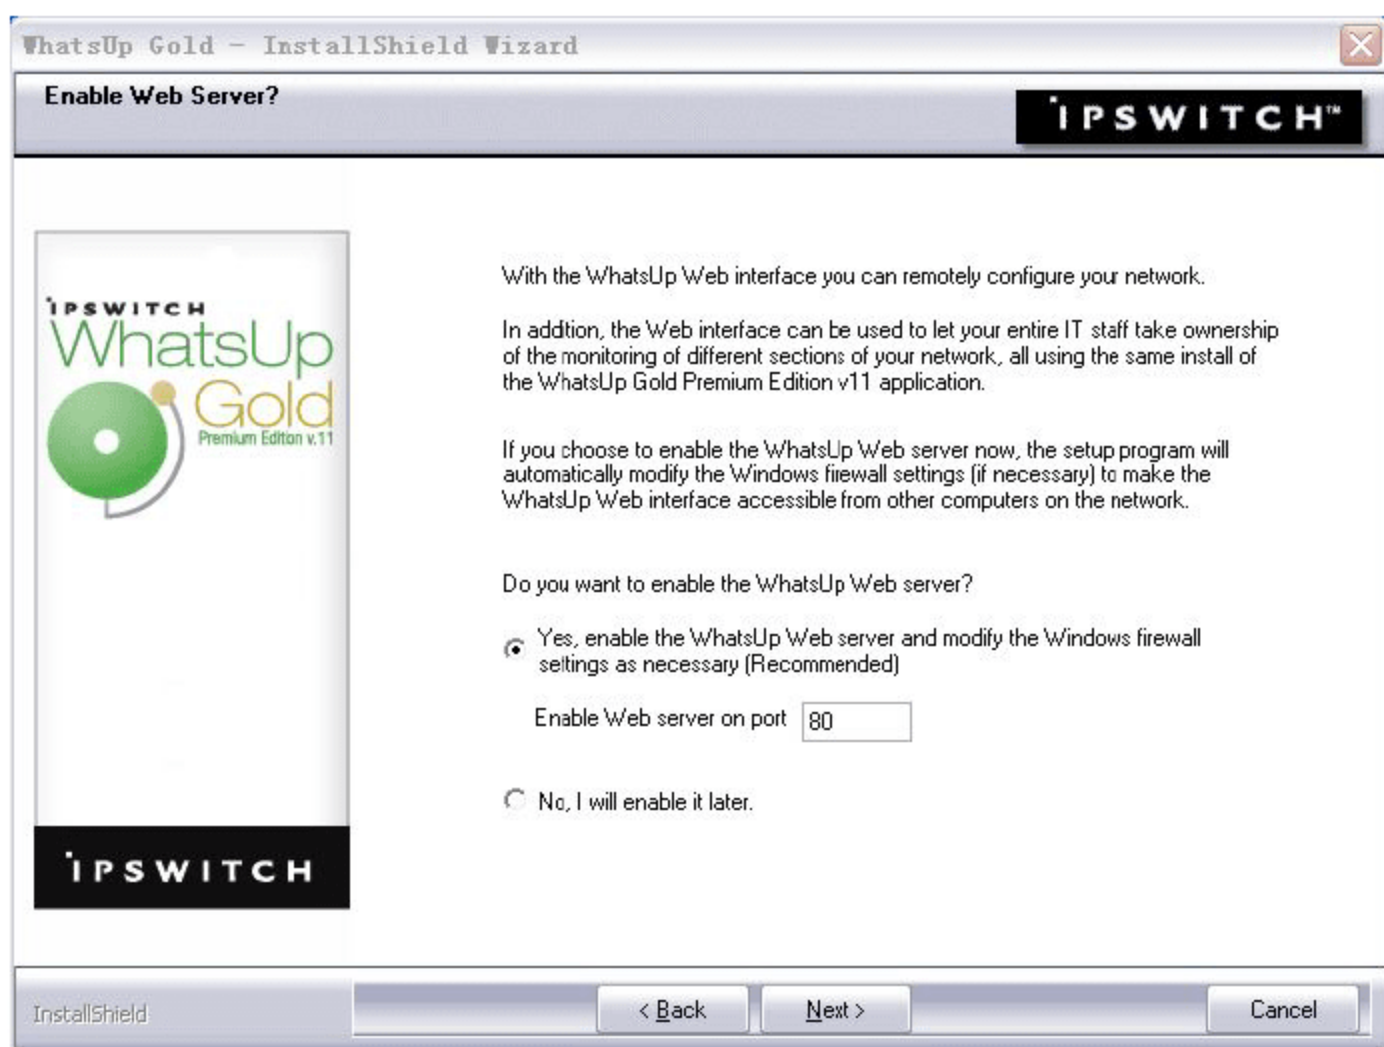 WhatsUp Gold - InstallShield Wizard
Enable Web Server?
IPSWITCH™
With the WhatsUp Web interface you can remotely configure your network.
IPSWITCH
WhatsUp
Gold
Premium Edition v.11
In addition, the Web interface can be used to let your entire IT staff take ownership
of the monitoring of different sections of your network, all using the same install of
the WhatsUp Gold Premium Edition v11 application.
If you choose to enable the WhatsUp Web server now, the setup program will
automatically modify the Windows firewall settings (if necessary) to make the
WhatsUp Web interface accessible from other computers on the network.
Do you want to enable the WhatsUp Web server?
Yes, enable the WhatsUp Web server and modify the Windows firewall
settings as necessary (Recommended)
Enable Web server on port 80
No, I will enable it later.
IPSWITCH
InstallShield
< Back
Next >
Cancel